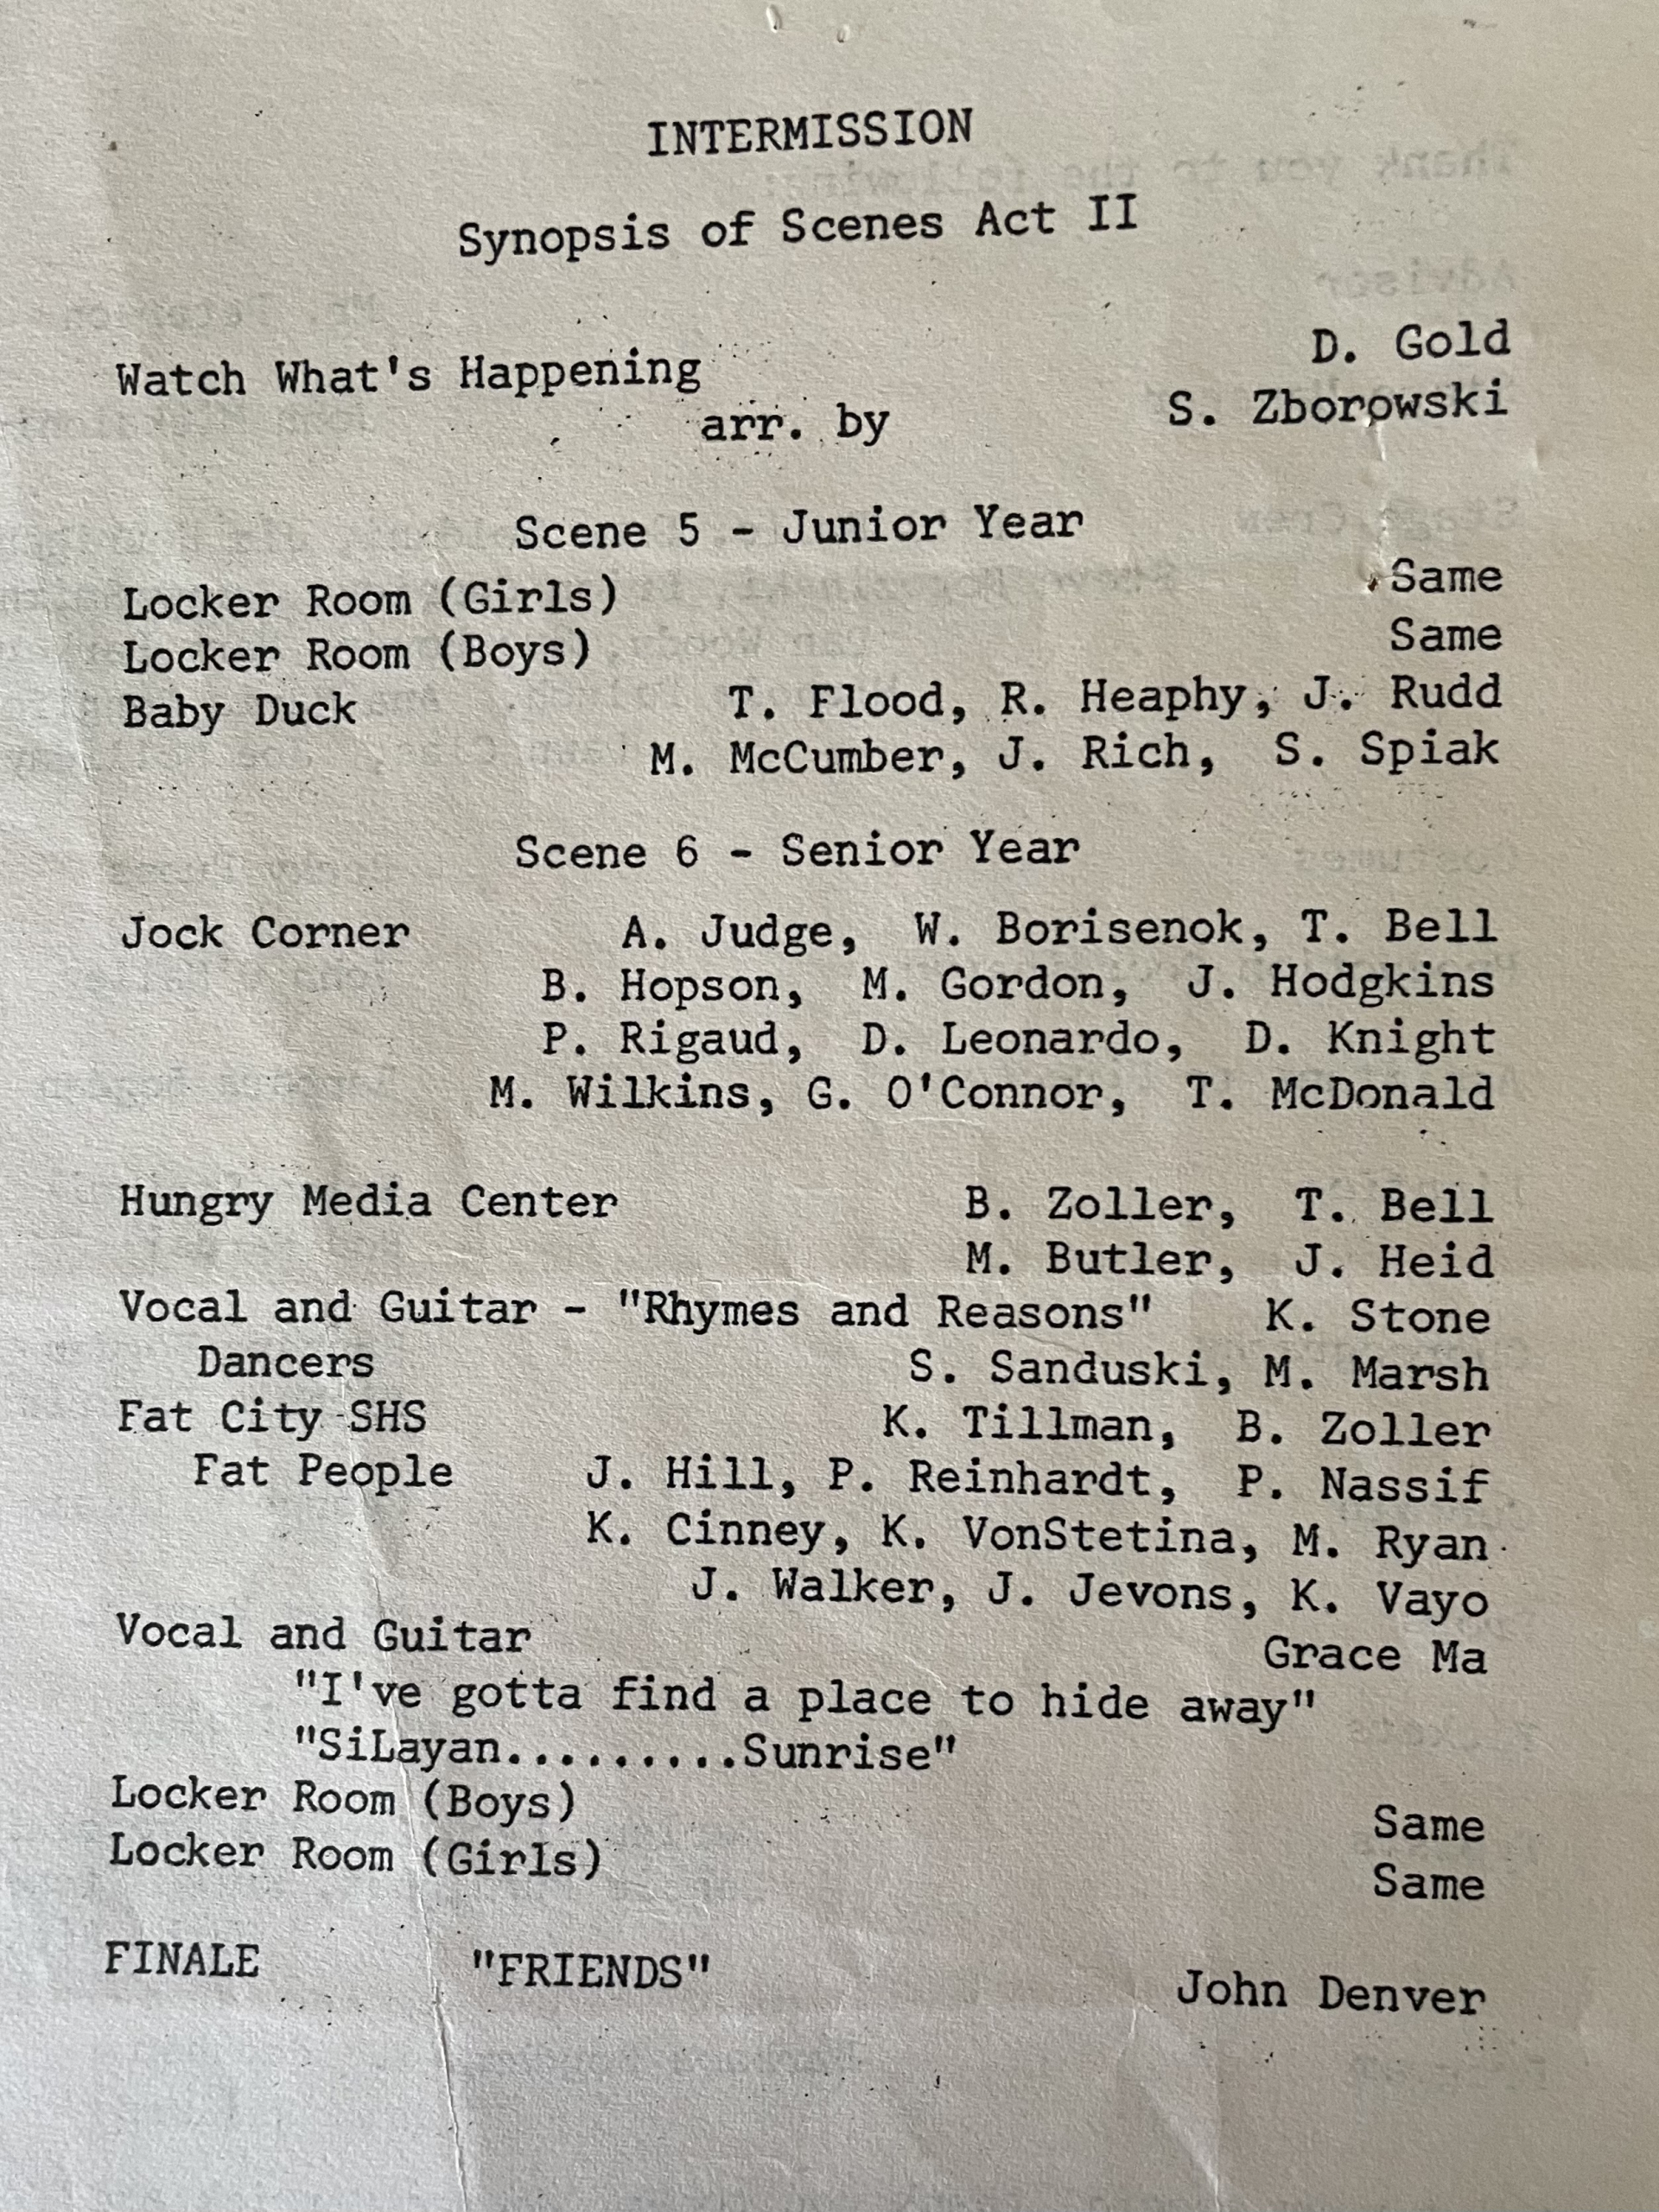 INTERMISSION
Synopsis of Scenes Act II
D. Gold
Watch What's Happening
arr. by S. Zborowski
Scene 5 - Junior Year
Locker Room (Girls) Same
Locker Room (Boys) Same
Baby Duck T. Flood, R. Heaphy, J. Rudd
M. McCumber, J. Rich, S. Spiak
Scene 6 - Senior Year
Jock Corner A. Judge, W. Borisenok, T. Bell
B. Hopson, M. Gordon, J. Hodgkins
P. Rigaud, D. Leonardo, D. Knight
M. Wilkins, G. O'Connor, T. McDonald
Hungry Media Center B. Zoller, T. Bell
M. Butler, J. Heid
Vocal and Guitar - "Rhymes and Reasons" K. Stone
Dancers S. Sanduski, M. Marsh
Fat City SHS K. Tillman, B. Zoller
Fat People J. Hill, P. Reinhardt, P. Nassif
K. Cinney, K. VonStetina, M. Ryan
J. Walker, J. Jevons, K. Vayo
Vocal and Guitar Grace Ma
"I've gotta find a place to hide away"
"SiLayan.........Sunrise"
Locker Room (Boys) Same
Locker Room (Girls) Same
FINALE "FRIENDS" John Denver